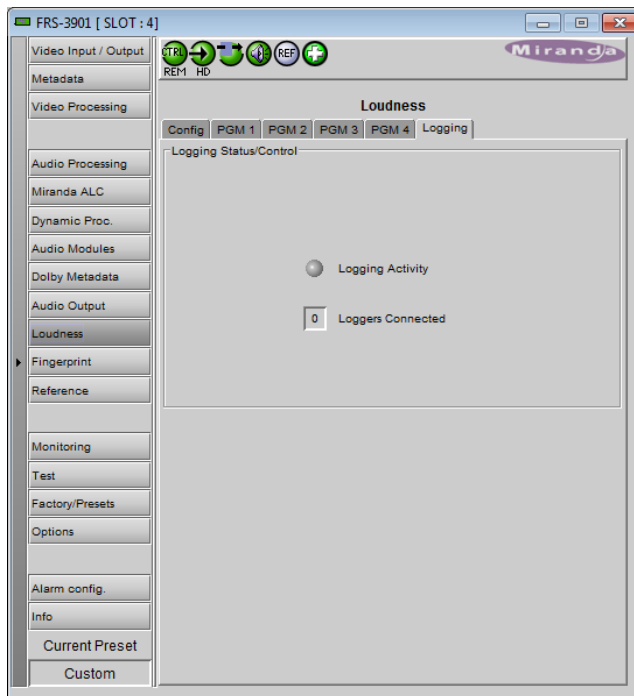 FRS-3901 [ SLOT : 4]
Video Input / Output
Metadata
Video Processing
Audio Processing
Miranda ALC
Dynamic Proc.
Audio Modules
Dolby Metadata
Audio Output
Loudness
Fingerprint
Reference
Monitoring
Test
Factory/Presets
Options
Alarm config.
Info
Current Preset
Custom
CTRL REF
REM HD
Miranda
Loudness
Config PGM 1 PGM 2 PGM 3 PGM 4 Logging
Logging Status/Control
Logging Activity
0 Loggers Connected